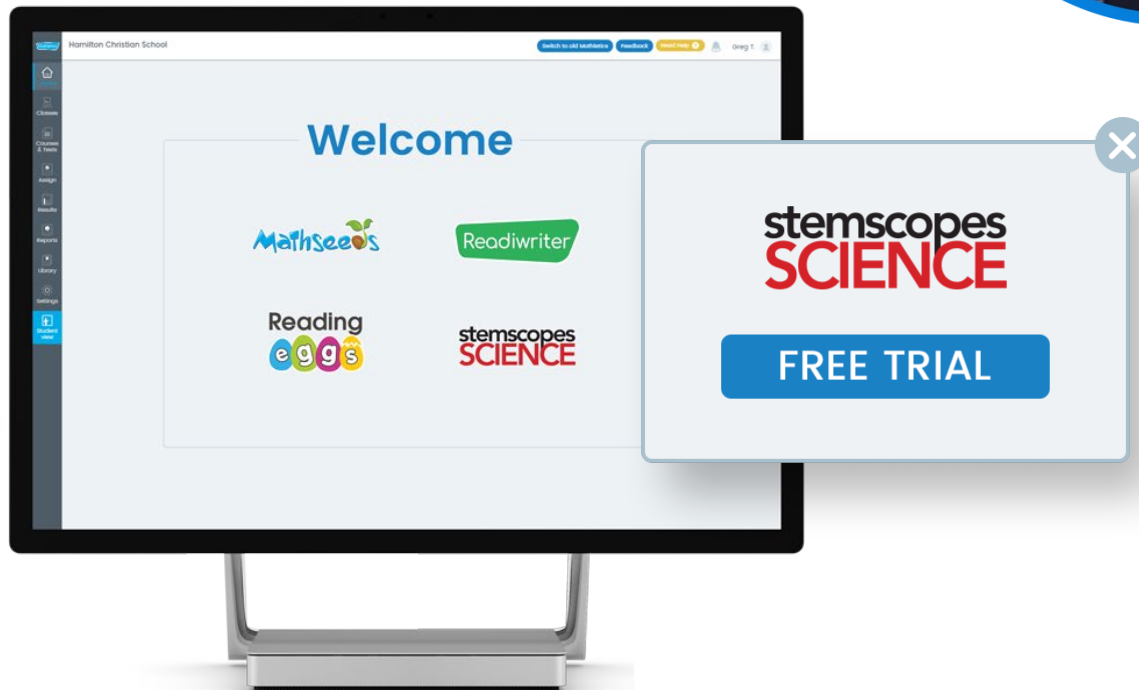 Hamilton Christian School
Switch to old Mathletics
Feedback
Need Help ?
Greg T.
Classes
Courses
& Texts
Assign
Results
Reports
Library
Settings
Student
View
Welcome
Mathseeds
Readiwriter
Reading
eggs
stemscopes
SCIENCE
stemscopes
SCIENCE
FREE TRIAL